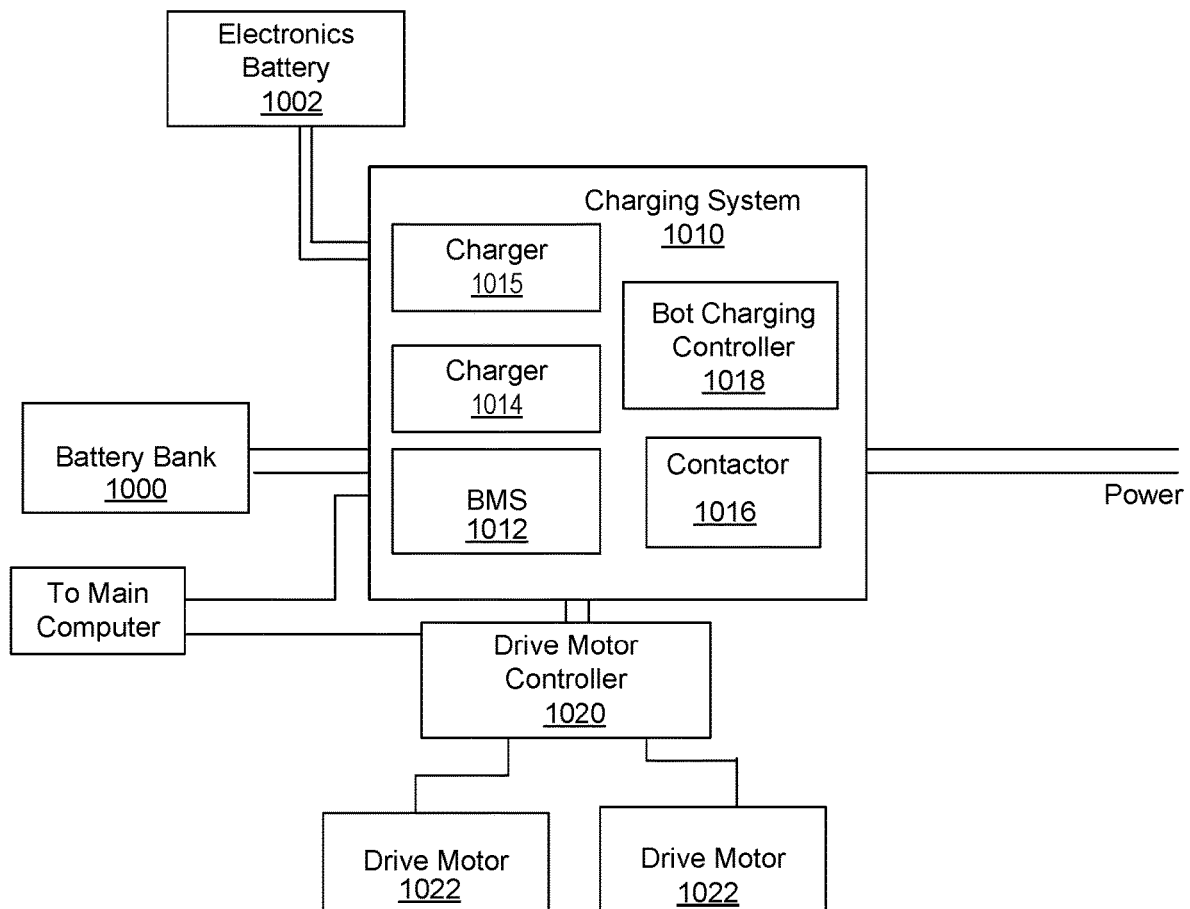 Electronics
Battery
1002
Charging System
1010
Charger
1015
Bot Charging
Controller
1018
Charger
1014
Battery Bank
1000
BMS
1012
Contactor
1016
Power
To Main
Computer
Drive Motor
Controller
1020
Drive Motor
1022
Drive Motor
1022